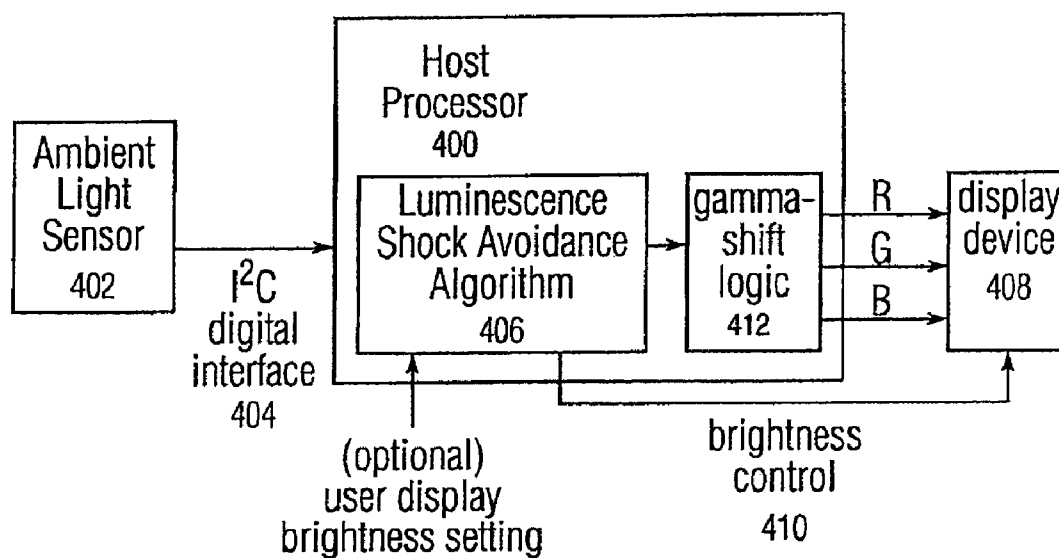 Host
Processor
400
Ambient
Light
Sensor
402
I²C
digital
interface
404
Luminescence
Shock Avoidance
Algorithm
406
gamma-
shift
logic
412
R
G
B
display
device
408
(optional)
user display
brightness setting
brightness
control
410